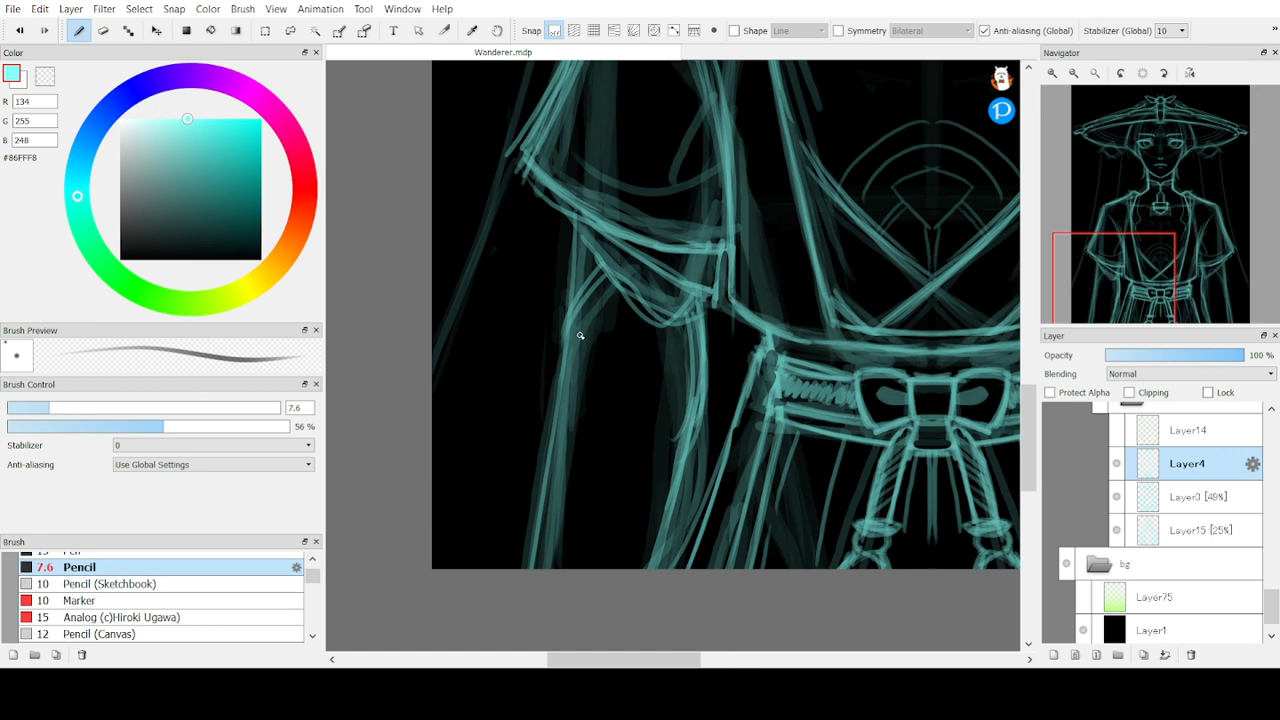 File Edit Layer Filter Select Snap Color Brush View Animation Tool Window Help
Snap Shape Line Symmetry Bilateral Anti-aliasing (Global) Stabilizer (Global) 10 »
Color
Wanderer.mdp
Navigator
R 134
G 255
B 248
#86FFF8
Brush Preview
Brush Control
7.6
56 %
Stabilizer 0
Anti-aliasing Use Global Settings
Brush
15 Pen
7.6 Pencil
10 Pencil (Sketchbook)
10 Marker
15 Analog (c)Hiroki Ugawa)
12 Pencil (Canvas)
Layer
Opacity 100 %
Blending Normal
Protect Alpha Clipping Lock
Layer14
Layer4
Layer3 [49%]
Layer15 [25%]
bg
Layer75
Layer1